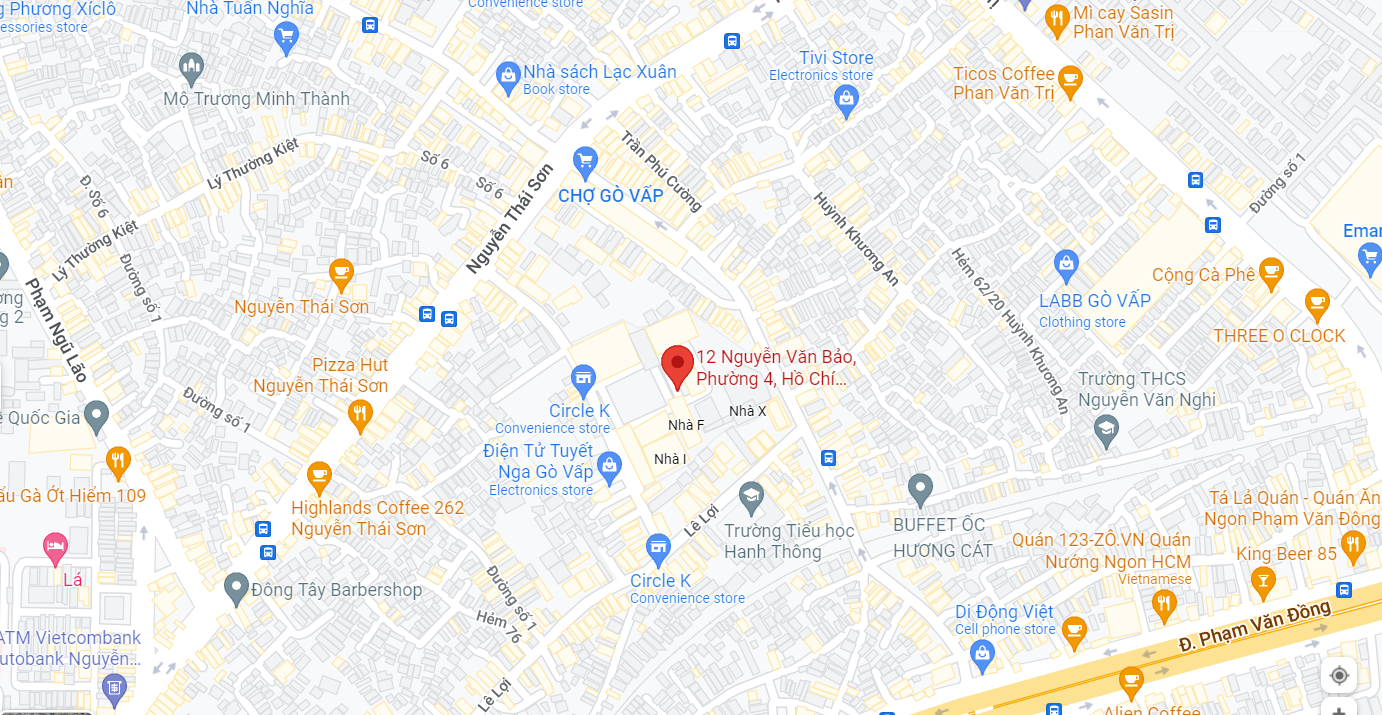 g Phương Xíclô
essories store
Nhà Tuấn Nghĩa
Convenience store
Mì cay Sasin
Phan Văn Trị
Mộ Trương Minh Thành
Nhà sách Lạc Xuân
Book store
Tivi Store
Electronics store
Ticos Coffee
Phan Văn Trị
Lý Thường Kiệt
Số 6
Số 6
Trần Phú Cường
CHỢ GÒ VẤP
Đường số 1
ân
Đ. Số 6
Lý Thường Kiệt
Nguyễn Thái Sơn
Huỳnh Khương An
Eman
Đường số 1
Hẻm 62/20 Huỳnh Khương An
Cộng Cà Phê
Phạm Ngũ Lão
ng
g 2
Nguyễn Thái Sơn
LABB GÒ VẤP
Clothing store
THREE O CLOCK
Pizza Hut
Nguyễn Thái Sơn
12 Nguyễn Văn Bảo,
Phường 4, Hồ Chí...
Trường THCS
Nguyễn Văn Nghi
Đường số 1
Quốc Gia
Circle K
Convenience store
Nhà X
Nhà F
Điện Tử Tuyết
Nga Gò Vấp
Electronics store
Nhà I
ẩu Gà Ớt Hiểm 109
Highlands Coffee 262
Nguyễn Thái Sơn
Lê Lợi
Trường Tiểu học
Hanh Thông
BUFFET ỐC
HƯƠNG CÁT
Tá Lả Quán - Quán Ăn
Ngon Phạm Văn Đồng
Quán 123-ZÔ.VN Quán
Nướng Ngon HCM
Vietnamese
King Beer 85
Lá
Đông Tây Barbershop
Circle K
Convenience store
Đường số 1
Hẻm 76
Di Động Việt
Cell phone store
Đ. Phạm Văn Đồng
ATM Vietcombank
utobank Nguyễn...
Lê Lợi
Alien Coffee